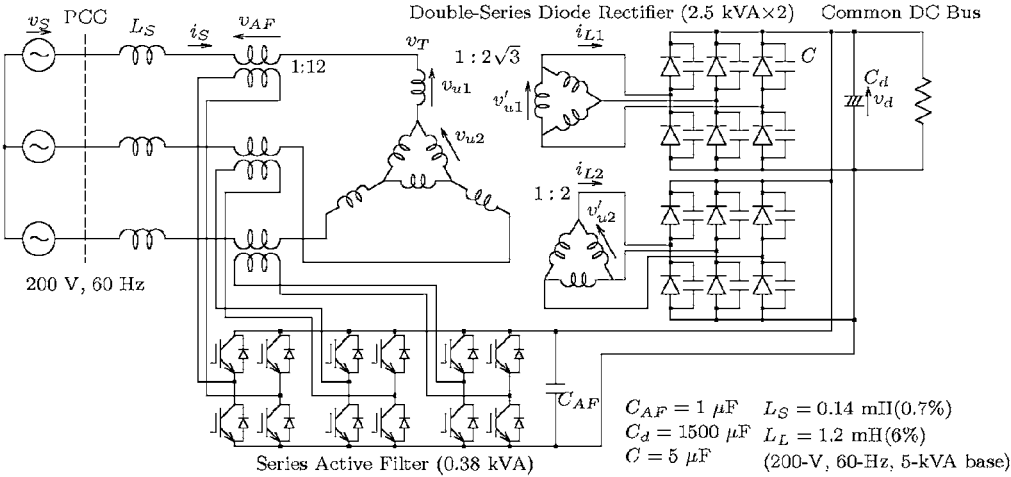 Double-Series Diode Rectifier (2.5 kVA×2) Common DC Bus
PCC
v_S
L_S
i_S
v_AF
1:12
v_T
v_u1
v_u2
1:2√3
i_L1
v'_u1
C
C_d
v_d
i_L2
1:2
v'_u2
200 V, 60 Hz
C_AF
Series Active Filter (0.38 kVA)
C_AF = 1 μF L_S = 0.14 mH(0.7%)
C_d = 1500 μF L_L = 1.2 mH(6%)
C = 5 μF (200-V, 60-Hz, 5-kVA base)